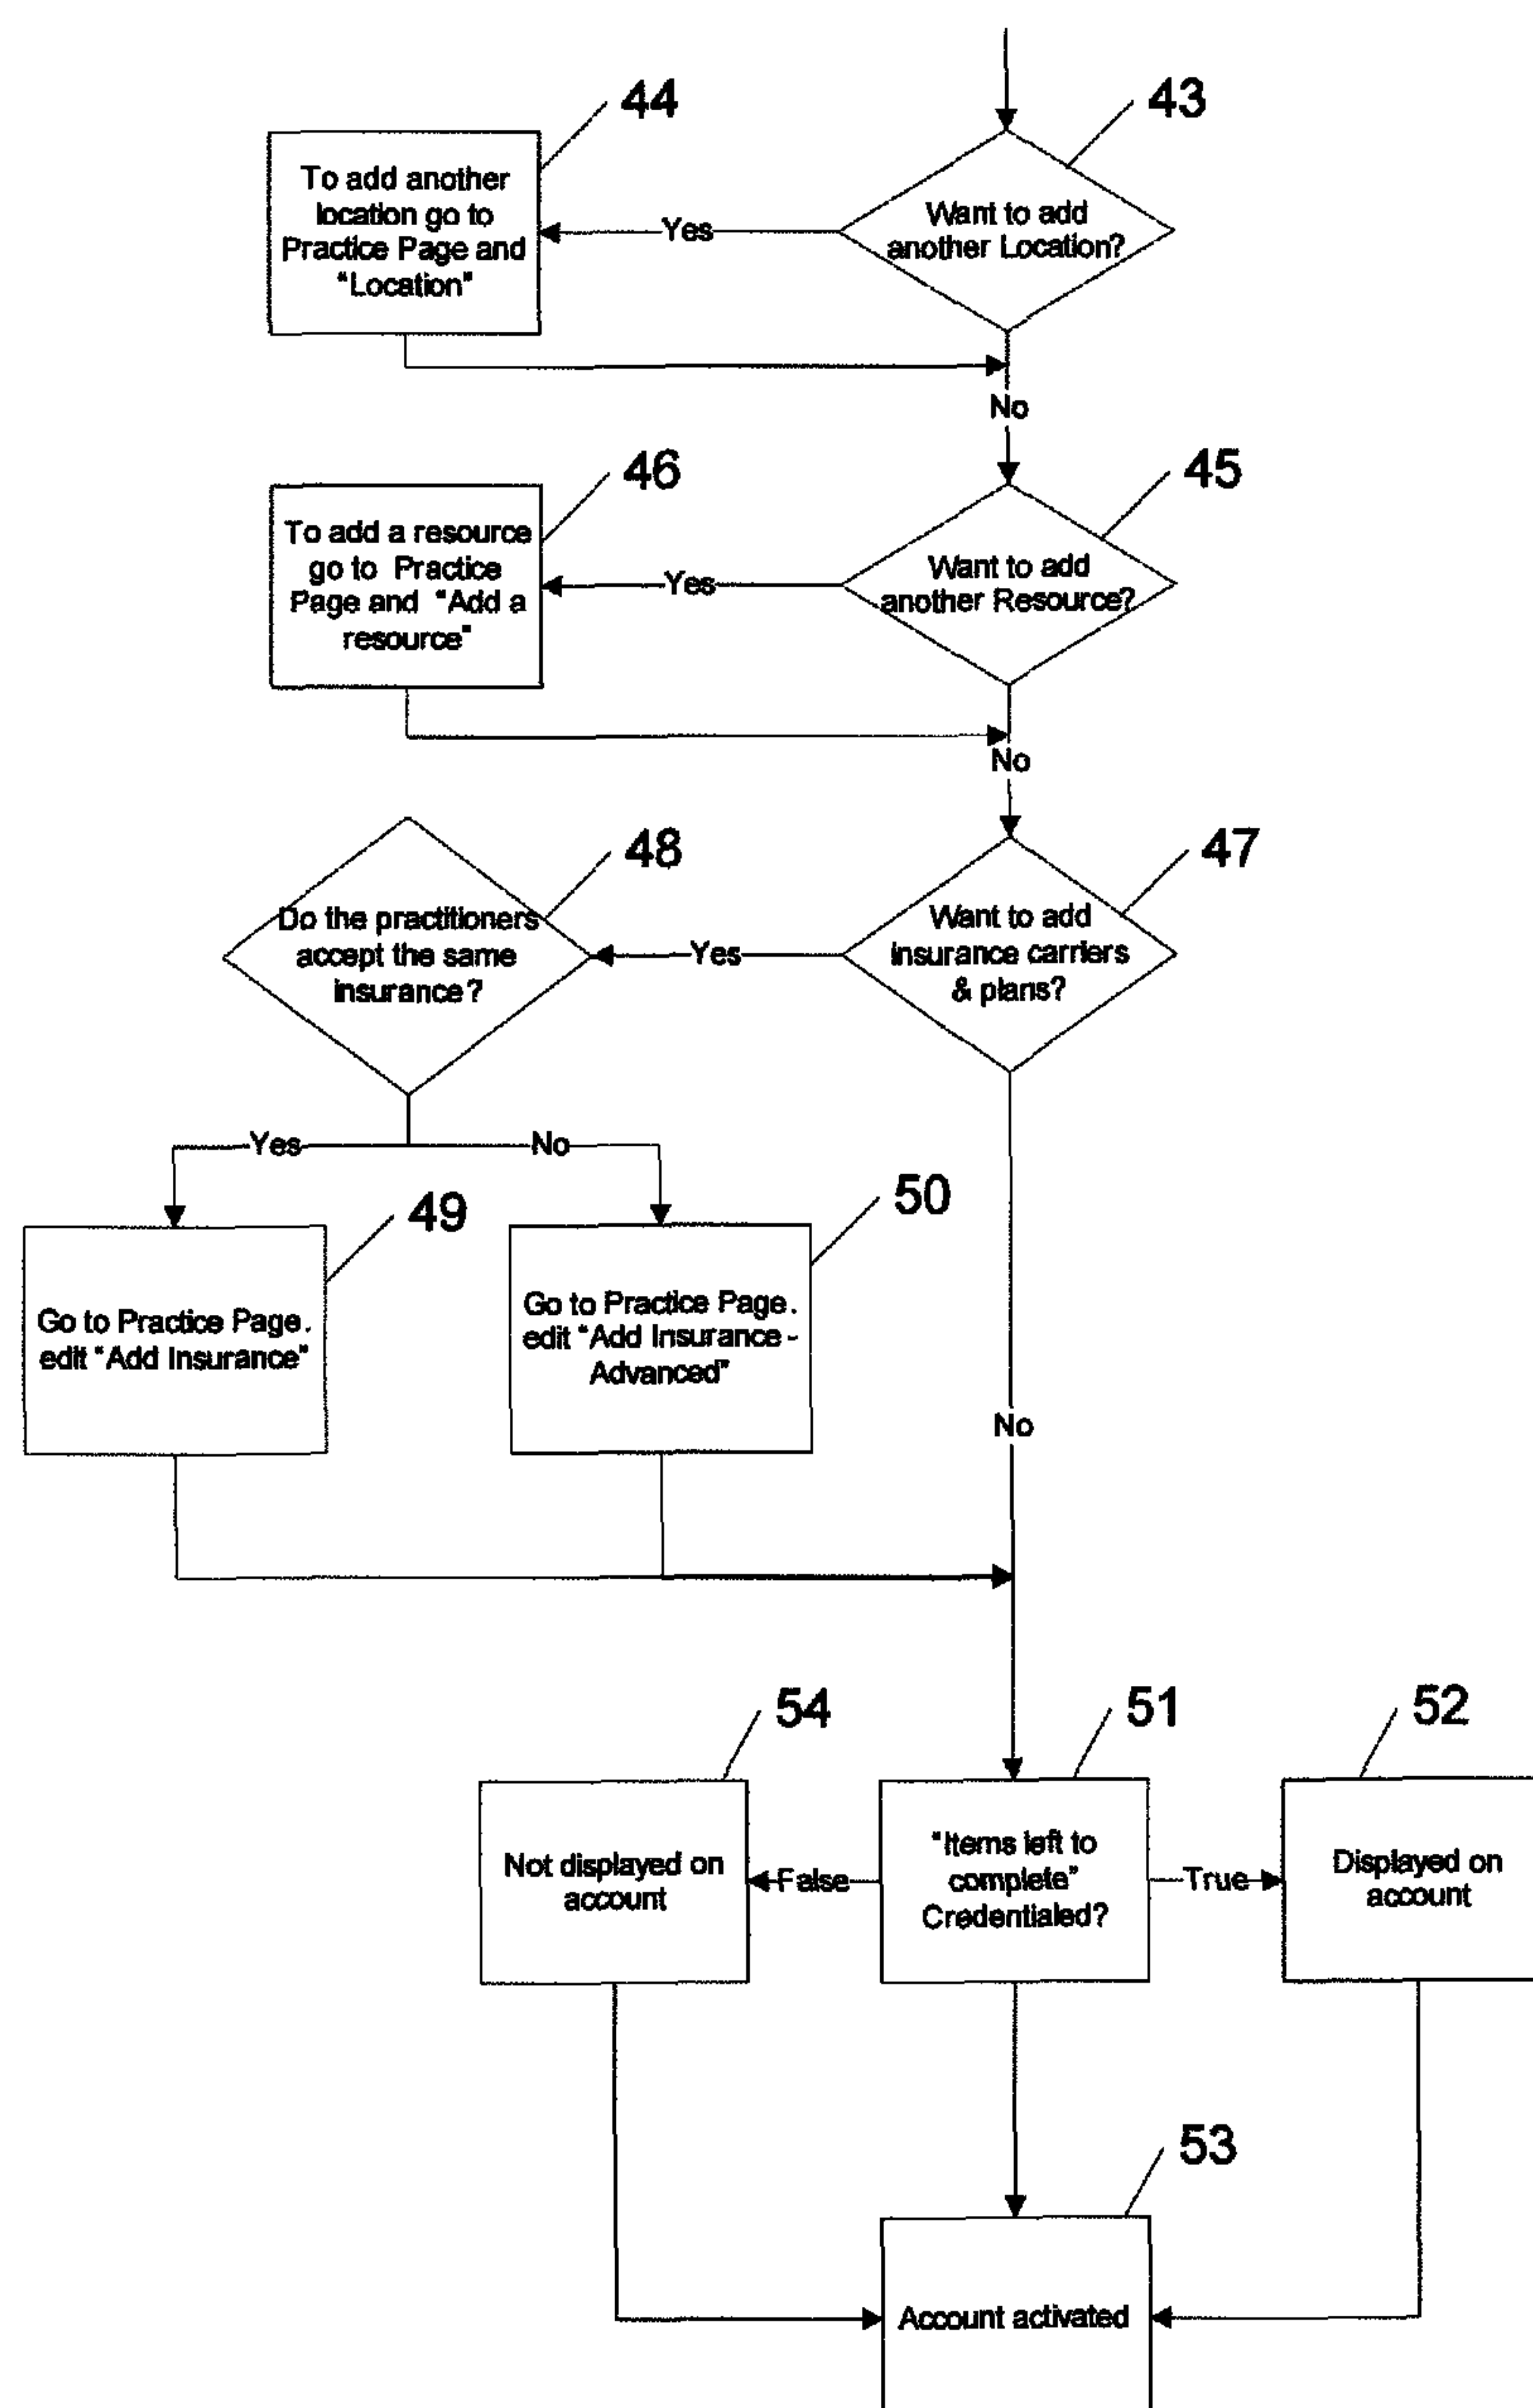 44
43
To add another
location go to
Practice Page and
"Location"
Yes
Want to add
another Location?
No
46
45
To add a resource
go to Practice
Page and "Add a
resource"
Yes
Want to add
another Resource?
No
48
47
Do the practitioners
accept the same
insurance?
Yes
Want to add
insurance carriers
& plans?
Yes
No
49
50
Go to Practice Page.
edit "Add Insurance"
Go to Practice Page.
edit "Add Insurance -
Advanced"
No
54
51
52
Not displayed on
account
False
"Items left to
complete"
Credentialed?
True
Displayed on
account
53
Account activated